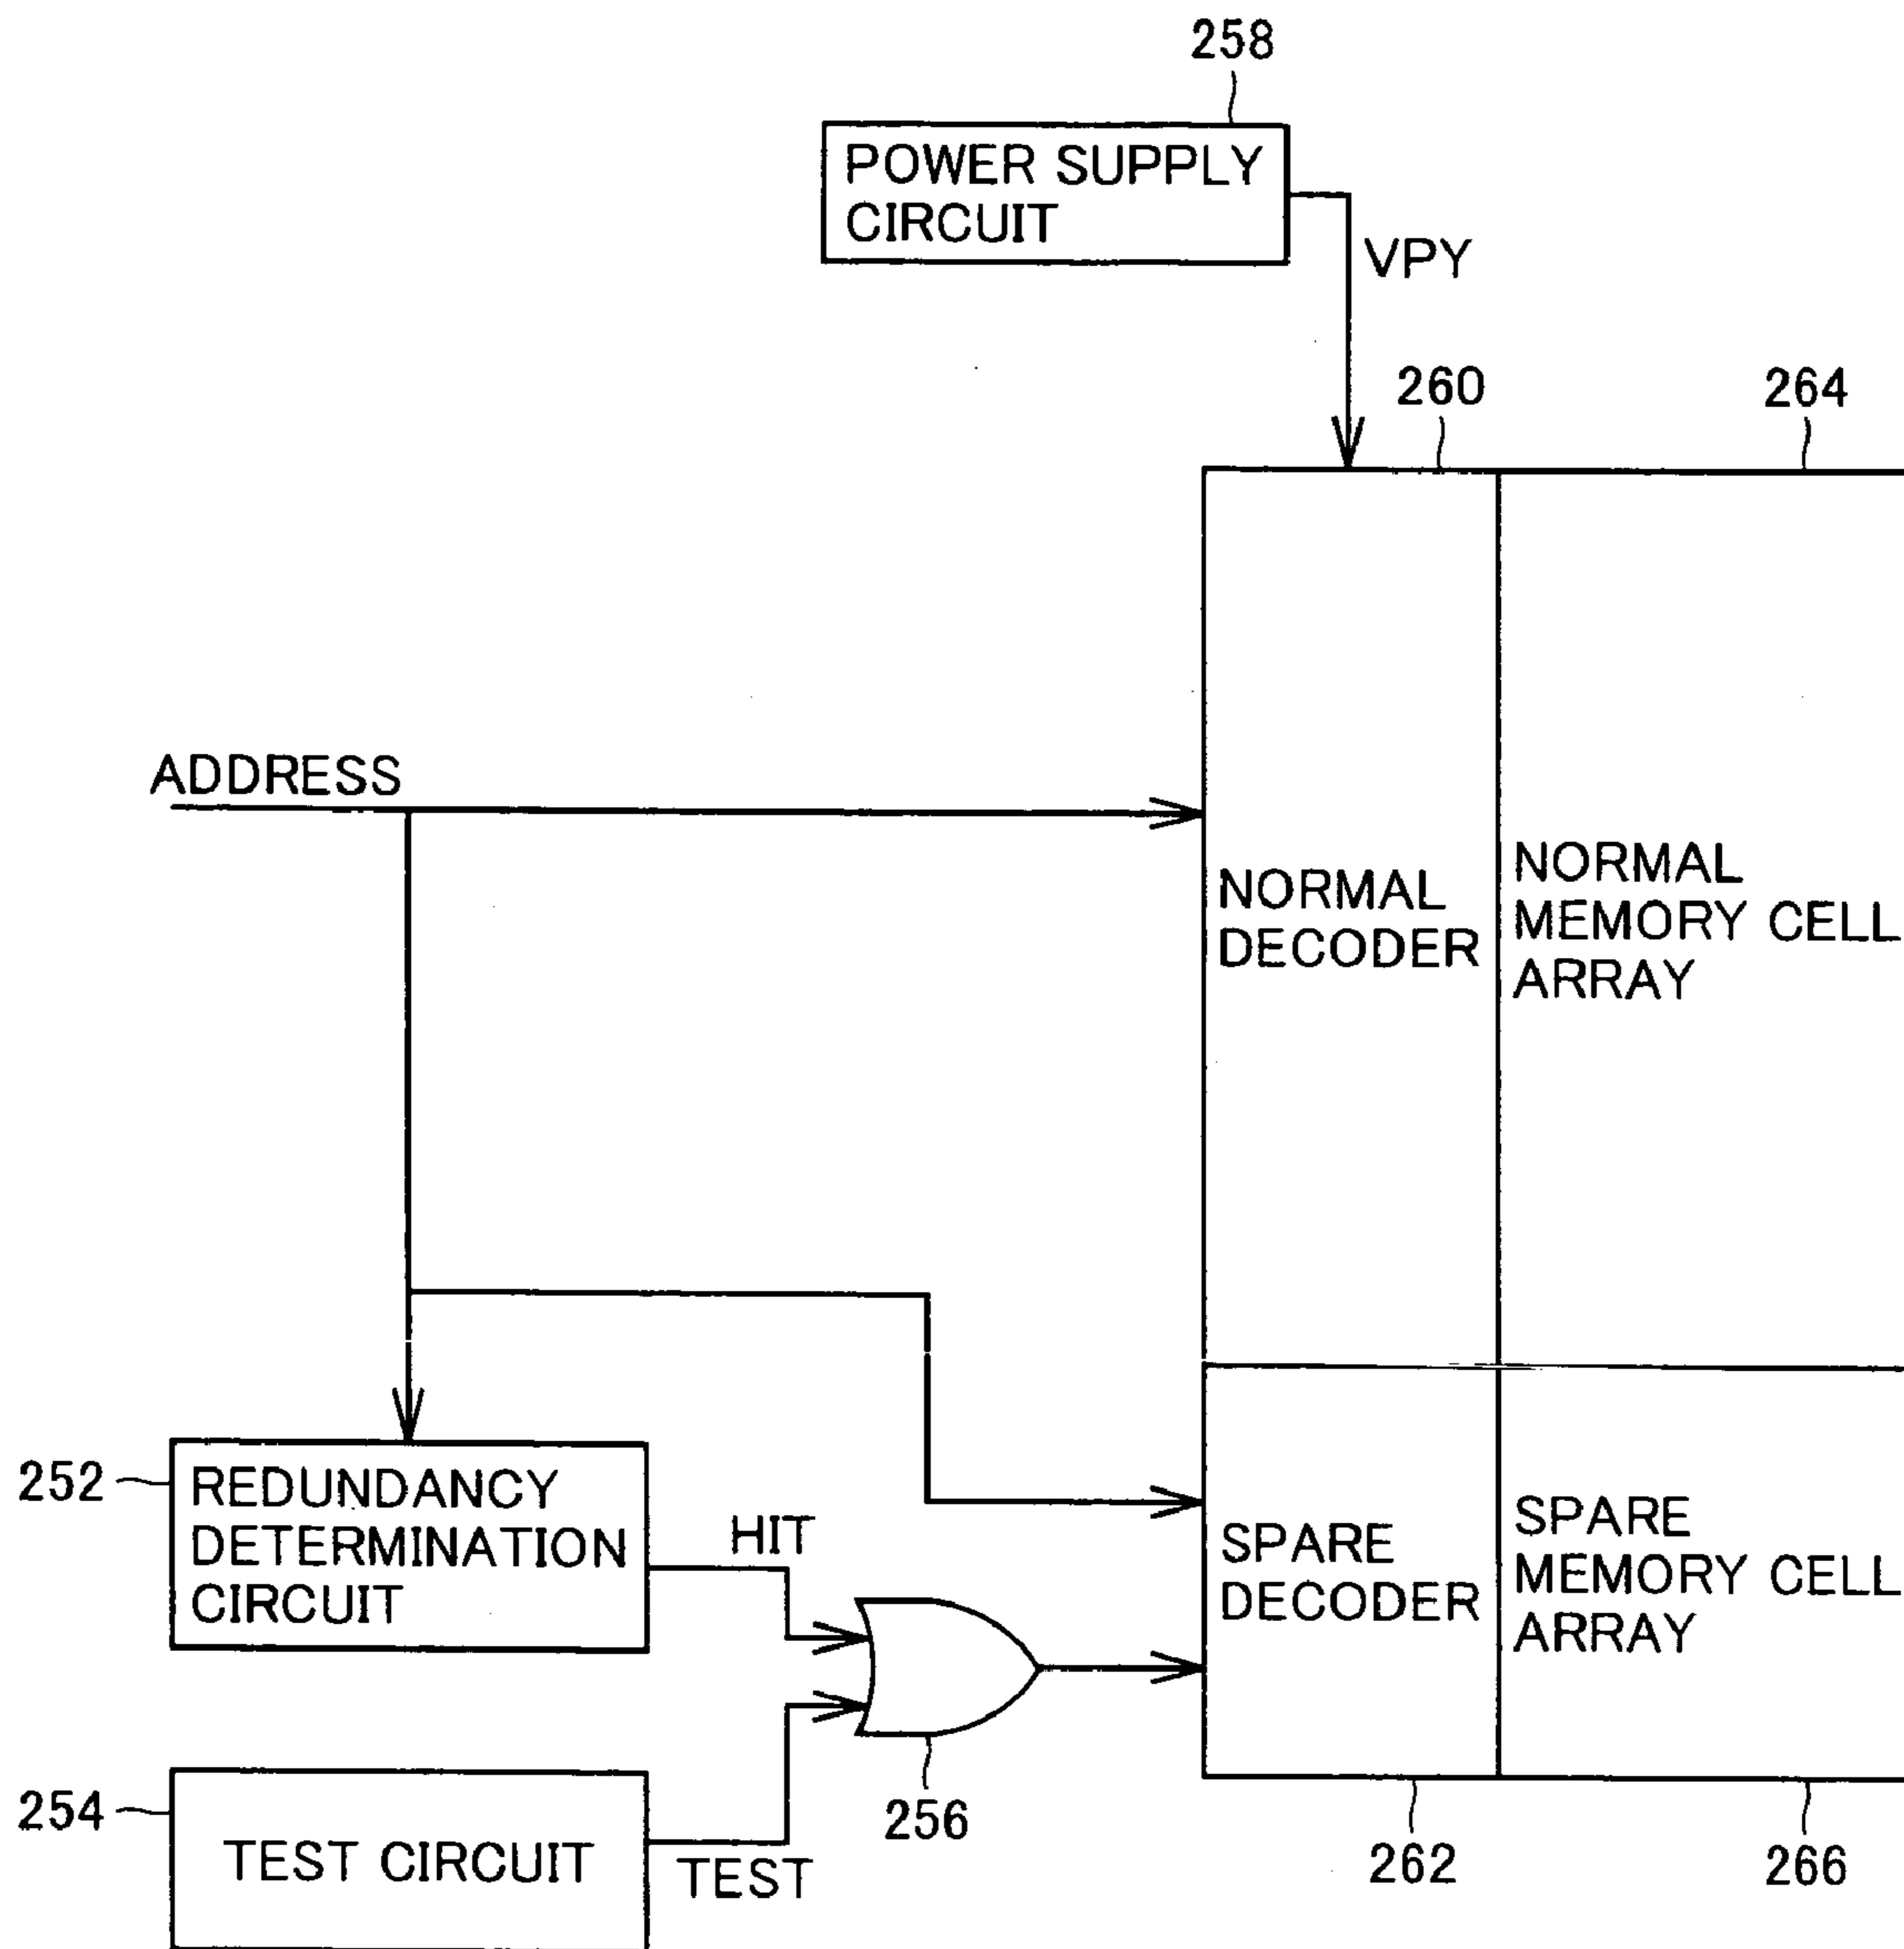 258
POWER SUPPLY
CIRCUIT
VPY
260
264
ADDRESS
NORMAL
DECODER
NORMAL
MEMORY CELL
ARRAY
252
REDUNDANCY
DETERMINATION
CIRCUIT
HIT
SPARE
DECODER
SPARE
MEMORY CELL
ARRAY
254
TEST CIRCUIT
TEST
256
262
266